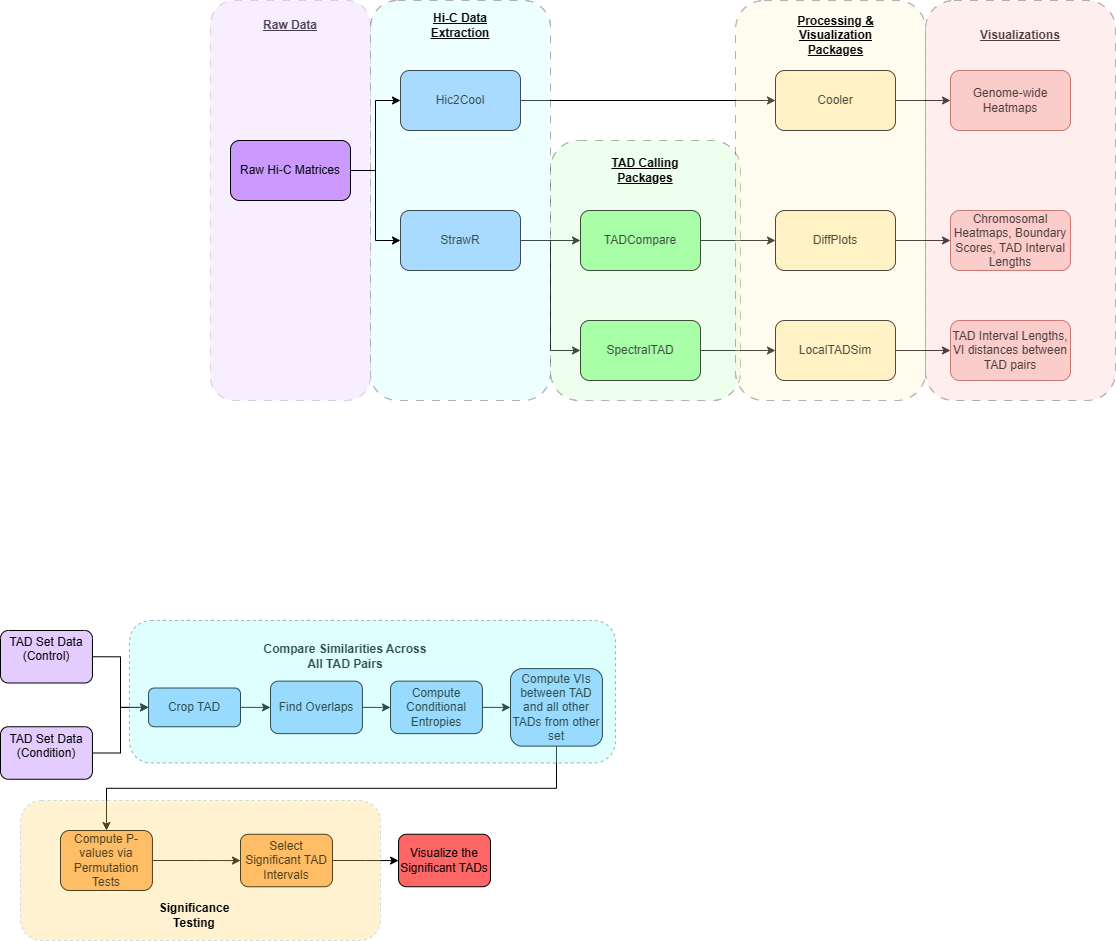 Raw Data
Hi-C Data
Extraction
Processing &
Visualization
Packages
Visualizations
Hic2Cool
Cooler
Genome-wide
Heatmaps
Raw Hi-C Matrices
TAD Calling
Packages
StrawR
TADCompare
DiffPlots
Chromosomal
Heatmaps, Boundary
Scores, TAD Interval
Lengths
SpectralTAD
LocalTADSim
TAD Interval Lengths,
VI distances between
TAD pairs
TAD Set Data
(Control)
TAD Set Data
(Condition)
Compare Similarities Across
All TAD Pairs
Crop TAD
Find Overlaps
Compute
Conditional
Entropies
Compute VIs
between TAD
and all other
TADs from other
set
Compute P-
values via
Permutation
Tests
Select
Significant TAD
Intervals
Visualize the
Significant TADs
Significance
Testing